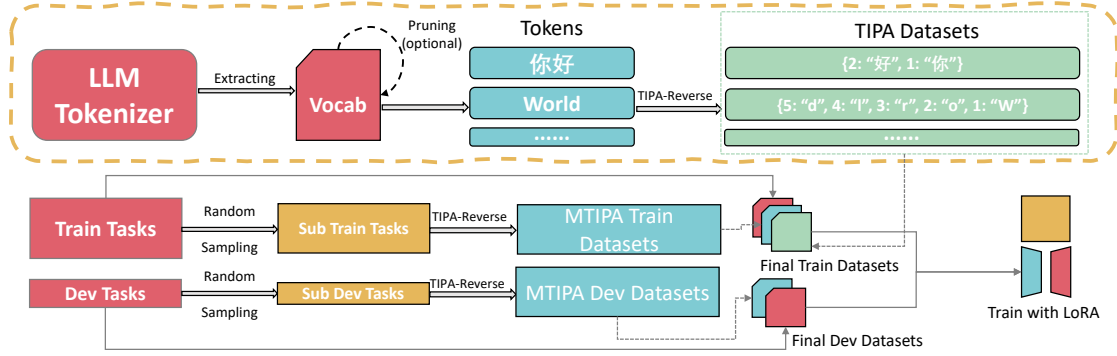 Pruning
(optional)
Tokens
TIPA Datasets
LLM
Tokenizer
Extracting
Vocab
你好
World
......
TIPA-Reverse
{2: “好”, 1: “你”}
{5: “d”, 4: “l”, 3: “r”, 2: “o”, 1: “W”}
......
Train Tasks
Random
Sampling
Sub Train Tasks
TIPA-Reverse
MTIPA Train
Datasets
Final Train Datasets
Dev Tasks
Random
Sampling
Sub Dev Tasks
TIPA-Reverse
MTIPA Dev Datasets
Final Dev Datasets
Train with LoRA